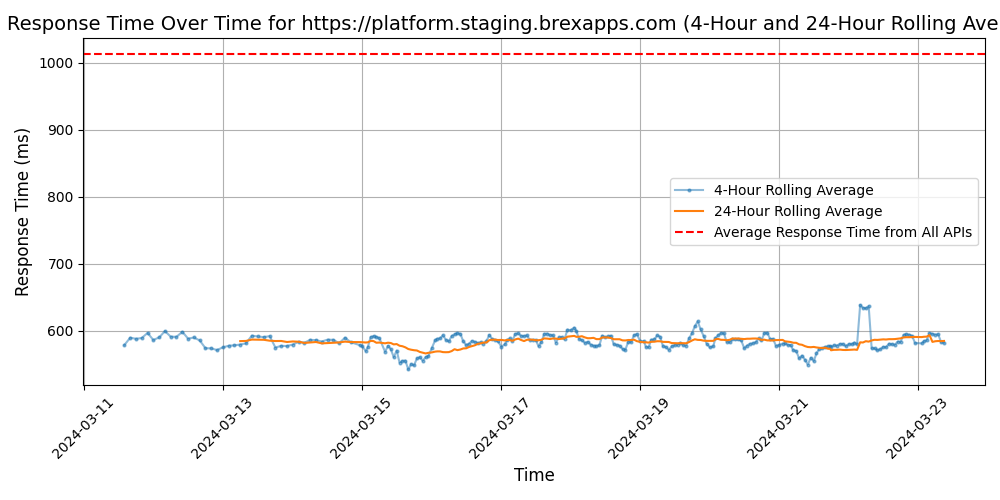 Response Time Over Time for https://platform.staging.brexapps.com (4-Hour and 24-Hour Rolling Ave
Response Time (ms)
1000
900
800
700
600
4-Hour Rolling Average
24-Hour Rolling Average
Average Response Time from All APIs
2024-03-11
2024-03-13
2024-03-15
2024-03-17
2024-03-19
2024-03-21
2024-03-23
Time